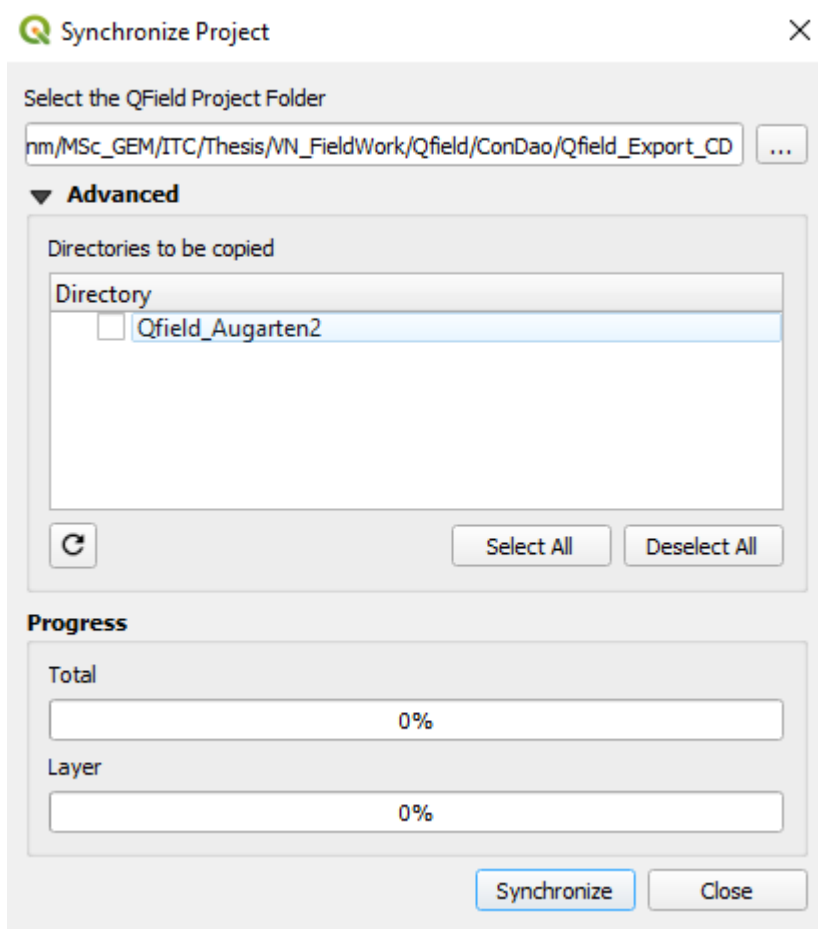 Synchronize Project
Select the QField Project Folder
nm/MSc_GEM/ITC/Thesis/VN_FieldWork/Qfield/ConDao/Qfield_Export_CD
...
Advanced
Directories to be copied
Directory
Qfield_Augarten2
Select All
Deselect All
Progress
Total
0%
Layer
0%
Synchronize
Close